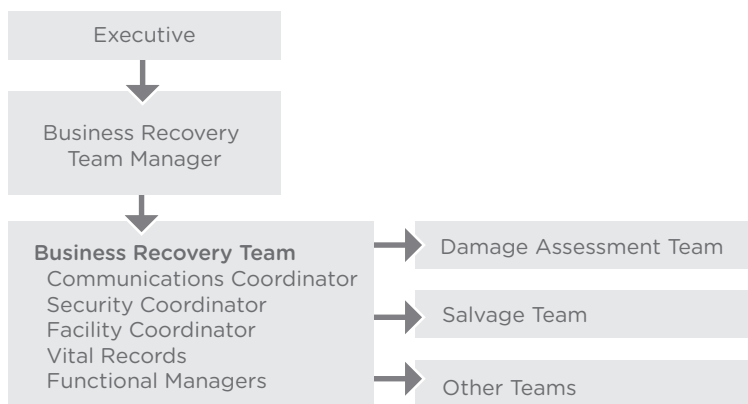 Executive
Business Recovery
Team Manager
Business Recovery Team
Communications Coordinator
Security Coordinator
Facility Coordinator
Vital Records
Functional Managers
Damage Assessment Team
Salvage Team
Other Teams